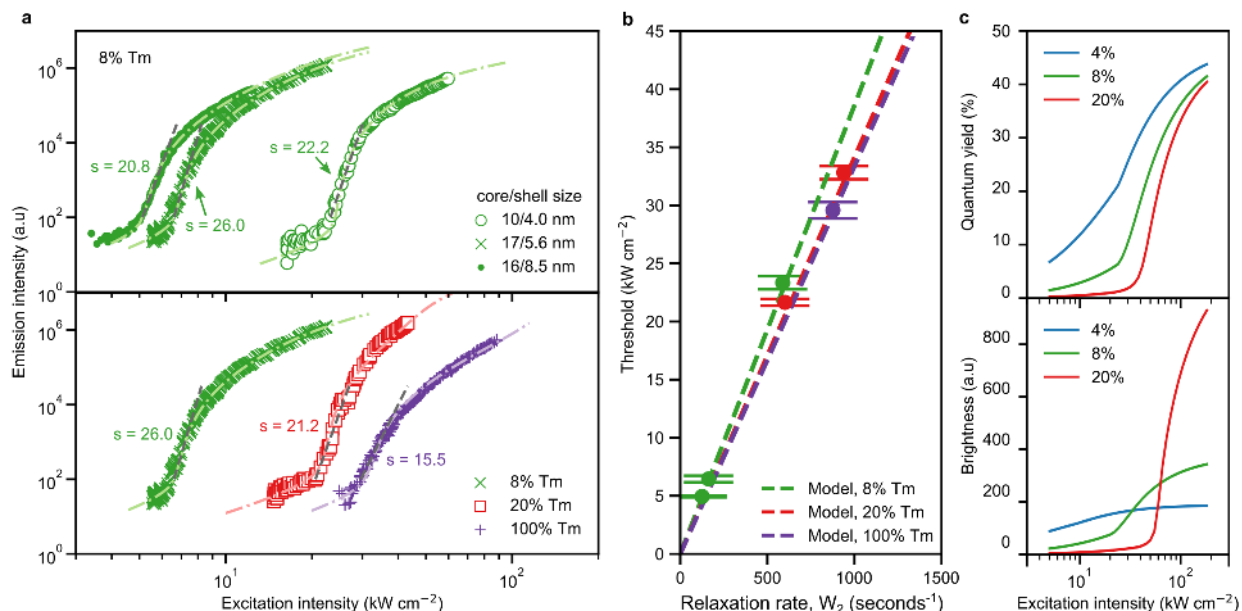 a
8% Tm
10⁶
10⁴
10²
10⁰
s = 20.8
s = 26.0
s = 22.2
core/shell size
10/4.0 nm
17/5.6 nm
16/8.5 nm
Emission intensity (a.u)
10
10⁶
10⁴
10²
10⁰
s = 26.0
s = 21.2
s = 15.5
8% Tm
20% Tm
100% Tm
10¹
10²
Excitation intensity (kW cm⁻²)
b
45
40
35
30
25
20
15
10
5
0
Threshold (kW cm⁻²)
Model, 8% Tm
Model, 20% Tm
Model, 100% Tm
0
500
1000
1500
Relaxation rate, W₂ (seconds⁻¹)
c
50
40
30
20
10
0
Quantum yield (%)
4%
8%
20%
800
600
400
200
0
Brightness (a.u)
4%
8%
20%
10¹
10²
Excitation intensity (kW cm⁻²)